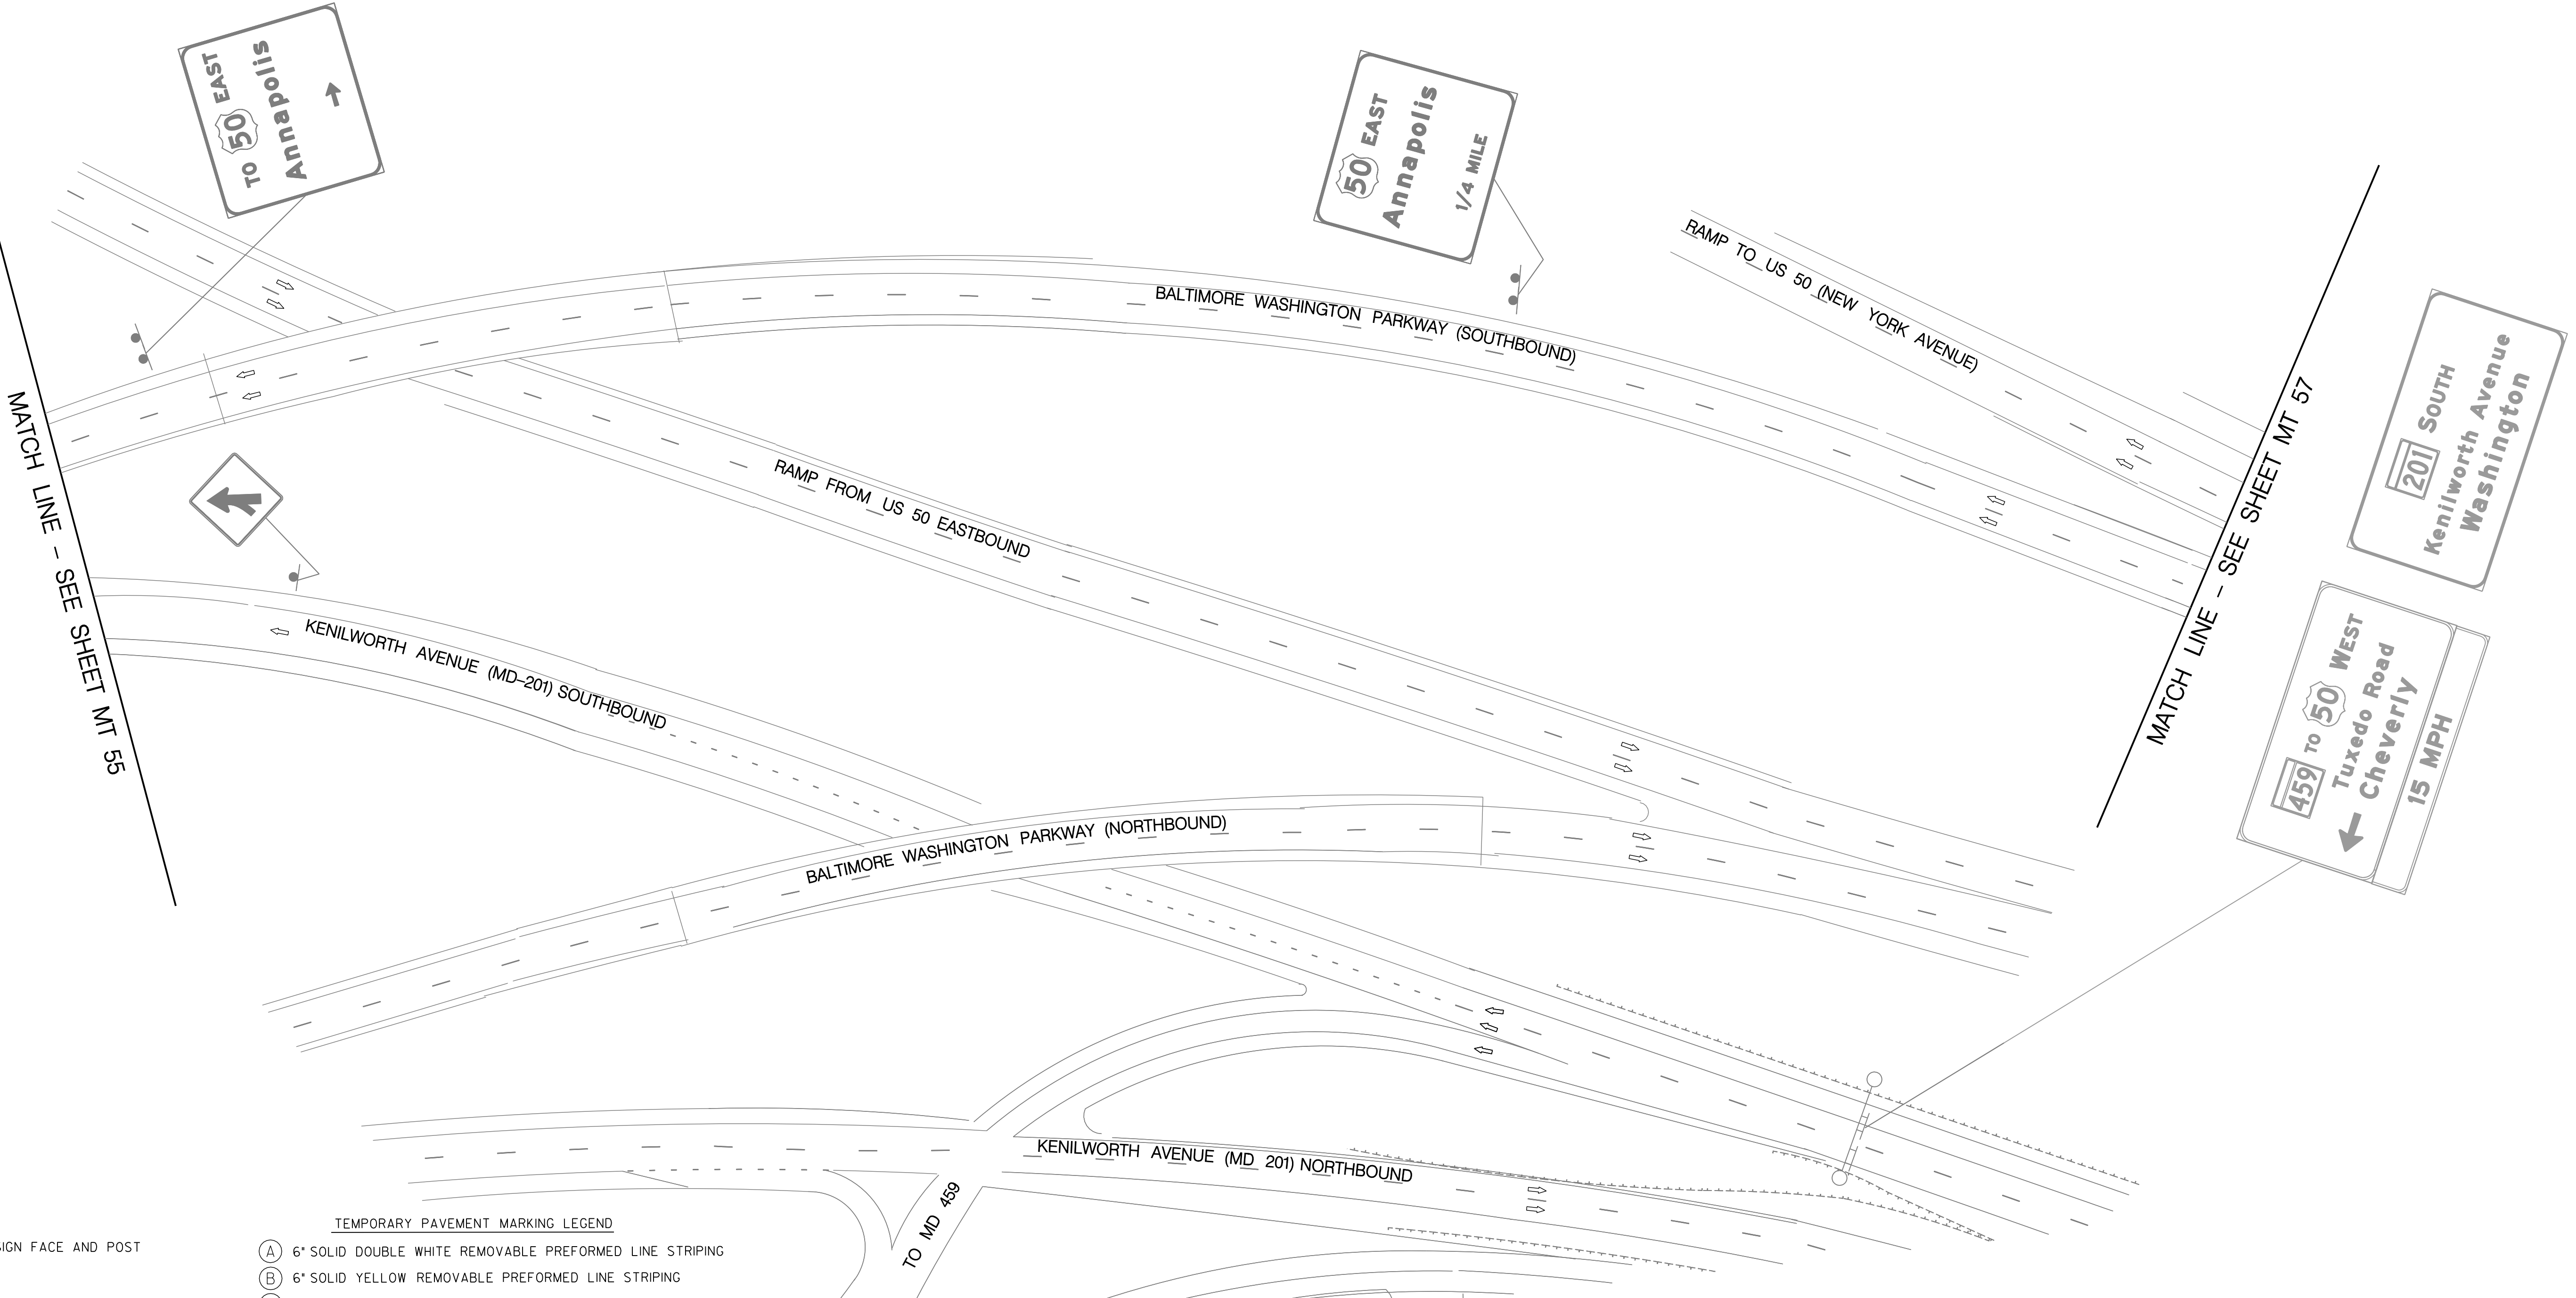 TO 50 EAST
Annapolis
50 EAST
Annapolis
1/4 MILE
RAMP TO US 50 (NEW YORK AVENUE)
BALTIMORE WASHINGTON PARKWAY (SOUTHBOUND)
201 SOUTH
Kenilworth Avenue
Washington
MATCH LINE - SEE SHEET MT 57
MATCH LINE - SEE SHEET MT 55
RAMP FROM US 50 EASTBOUND
KENILWORTH AVENUE (MD-201) SOUTHBOUND
459 TO 50 WEST
Tuxedo Road
Cheverly
15 MPH
BALTIMORE WASHINGTON PARKWAY (NORTHBOUND)
KENILWORTH AVENUE (MD 201) NORTHBOUND
TO MD 459
TEMPORARY PAVEMENT MARKING LEGEND
FACE AND POST
A 6" SOLID DOUBLE WHITE REMOVABLE PREFORMED LINE STRIPING
B 6" SOLID YELLOW REMOVABLE PREFORMED LINE STRIPING